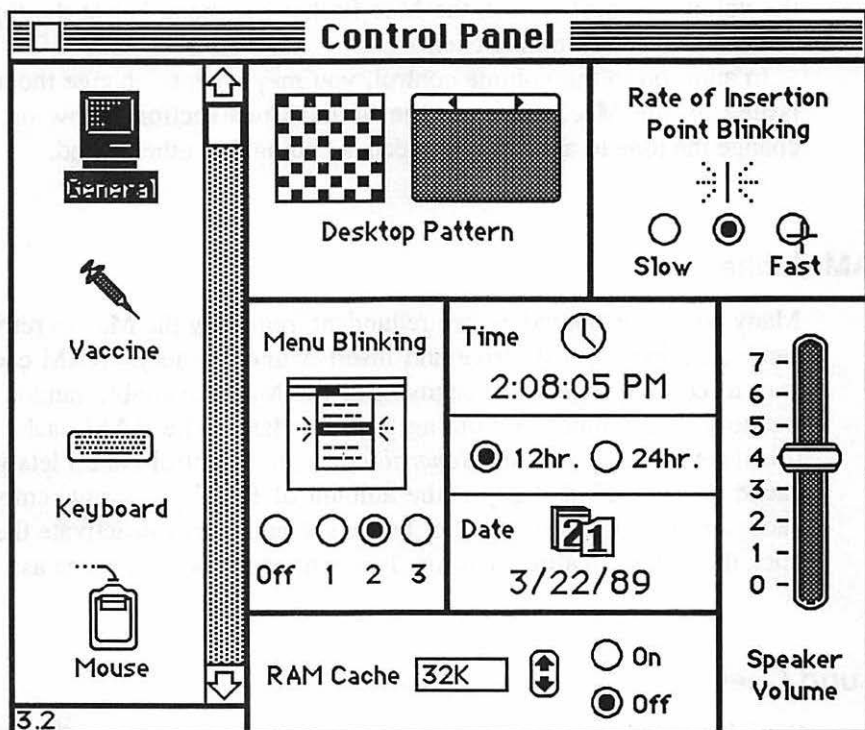 Control Panel
General
Vaccine
Keyboard
Mouse
3.2
Desktop Pattern
Rate of Insertion
Point Blinking
Slow
Fast
Menu Blinking
Off 1 2 3
Time
2:08:05 PM
12hr. 24hr.
Date
21
3/22/89
7
6
5
4
3
2
1
0
Speaker
Volume
RAM Cache 32K
On
Off